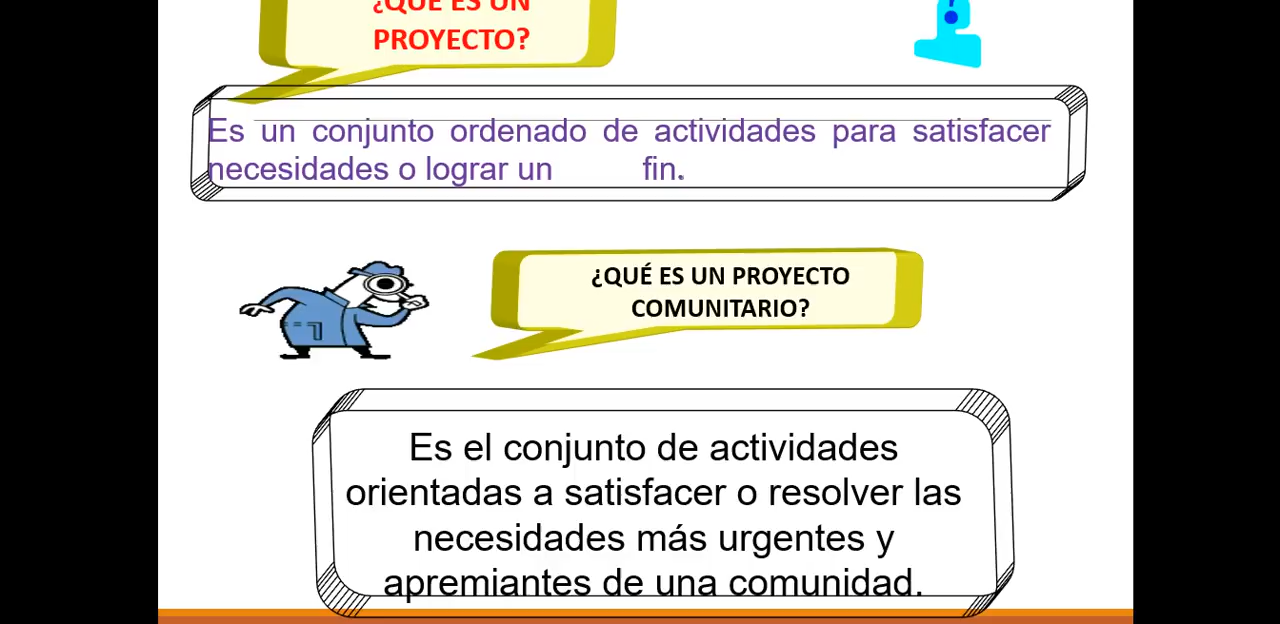 ¿QUÉ ES UN
PROYECTO?
Es un conjunto ordenado de actividades para satisfacer
necesidades o lograr un fin.
¿QUÉ ES UN PROYECTO
COMUNITARIO?
Es el conjunto de actividades
orientadas a satisfacer o resolver las
necesidades más urgentes y
apremiantes de una comunidad.